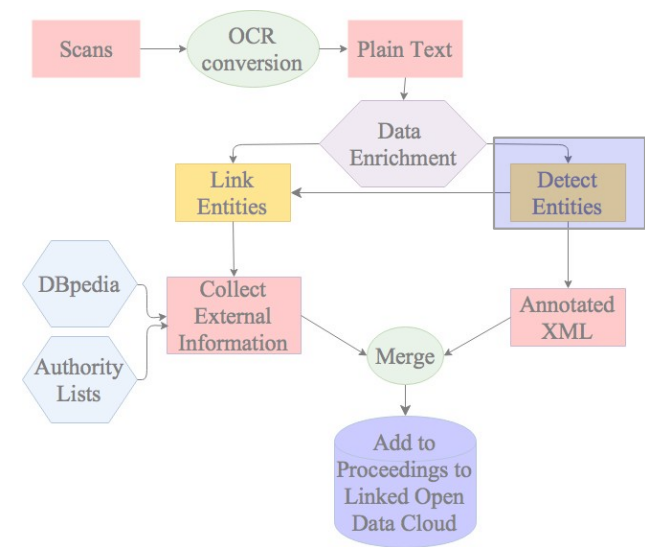 Scans
OCR
conversion
Plain Text
Data
Enrichment
Link
Entities
Detect
Entities
DBpedia
Collect
External
Information
Annotated
XML
Authority
Lists
Merge
Add to
Proceedings to
Linked Open
Data Cloud